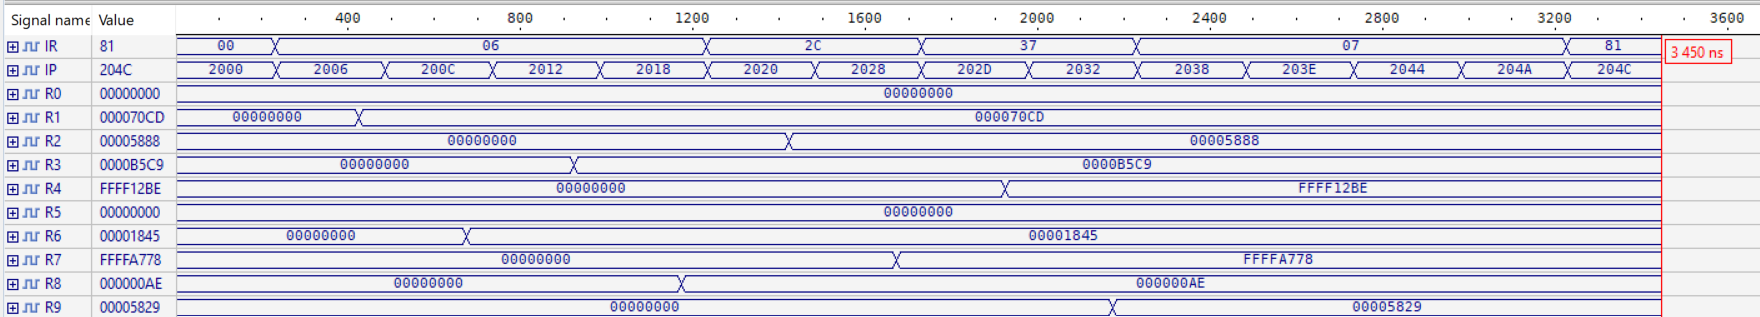 Signal name Value 400 800 1200 1600 2000 2400 2800 3200 3600
IR 81 00 06 2C 37 07 81
3 450 ns
IP 204C 2000 2006 200C 2012 2018 2020 2028 202D 2032 2038 203E 2044 204A 204C
R0 00000000 00000000
R1 000070CD 00000000 000070CD
R2 00005888 00000000 00005888
R3 0000B5C9 00000000 0000B5C9
R4 FFFF12BE 00000000 FFFF12BE
R5 00000000 00000000
R6 00001845 00000000 00001845
R7 FFFFA778 00000000 FFFFA778
R8 000000AE 00000000 000000AE
R9 00005829 00000000 00005829